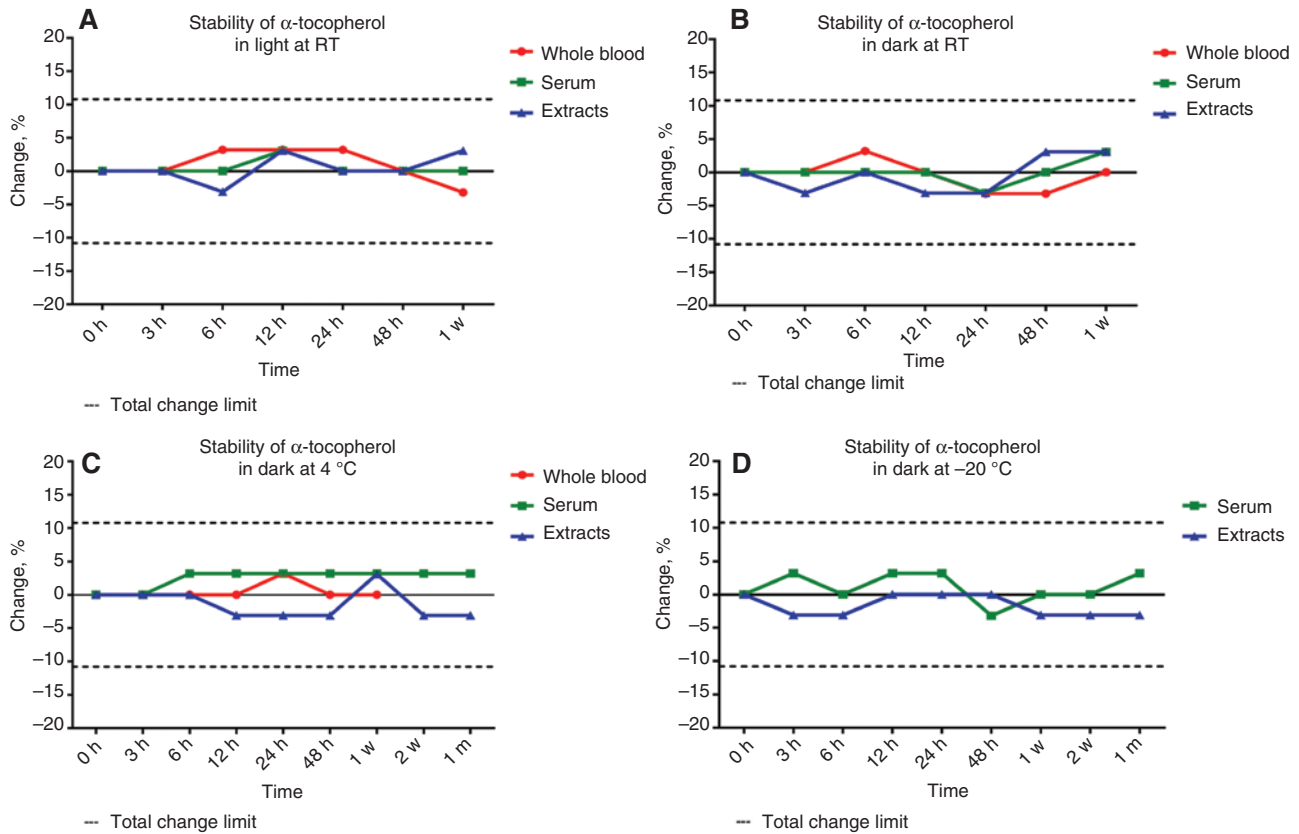 A
Stability of α-tocopherol
in light at RT
20
15
10
5
0
–5
–10
–15
–20
Change, %
0 h
3 h
6 h
12 h
24 h
48 h
1 w
Time
Whole blood
Serum
Extracts
--- Total change limit
B
Stability of α-tocopherol
in dark at RT
20
15
10
5
0
–5
–10
–15
–20
Change, %
0 h
3 h
6 h
12 h
24 h
48 h
1 w
Time
Whole blood
Serum
Extracts
--- Total change limit
C
Stability of α-tocopherol
in dark at 4 °C
20
15
10
5
0
–5
–10
–15
–20
Change, %
0 h
3 h
6 h
12 h
24 h
48 h
1 w
2 w
1 m
Time
Whole blood
Serum
Extracts
--- Total change limit
D
Stability of α-tocopherol
in dark at –20 °C
20
15
10
5
0
–5
–10
–15
–20
Change, %
0 h
3 h
6 h
12 h
24 h
48 h
1 w
2 w
1 m
Time
Serum
Extracts
--- Total change limit